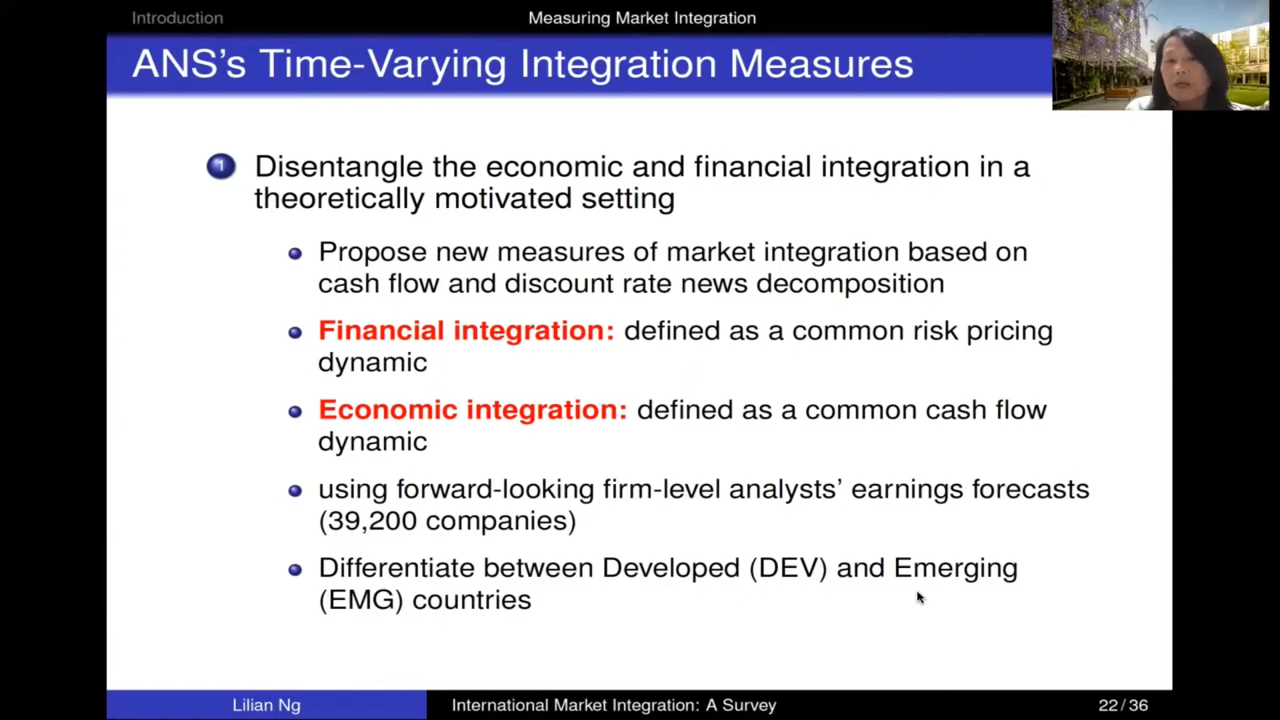 Introduction
Measuring Market Integration
ANS's Time-Varying Integration Measures
1 Disentangle the economic and financial integration in a
theoretically motivated setting
Propose new measures of market integration based on
cash flow and discount rate news decomposition
Financial integration: defined as a common risk pricing
dynamic
Economic integration: defined as a common cash flow
dynamic
using forward-looking firm-level analysts' earnings forecasts
(39,200 companies)
Differentiate between Developed (DEV) and Emerging
(EMG) countries
Lilian Ng
International Market Integration: A Survey
22 / 36